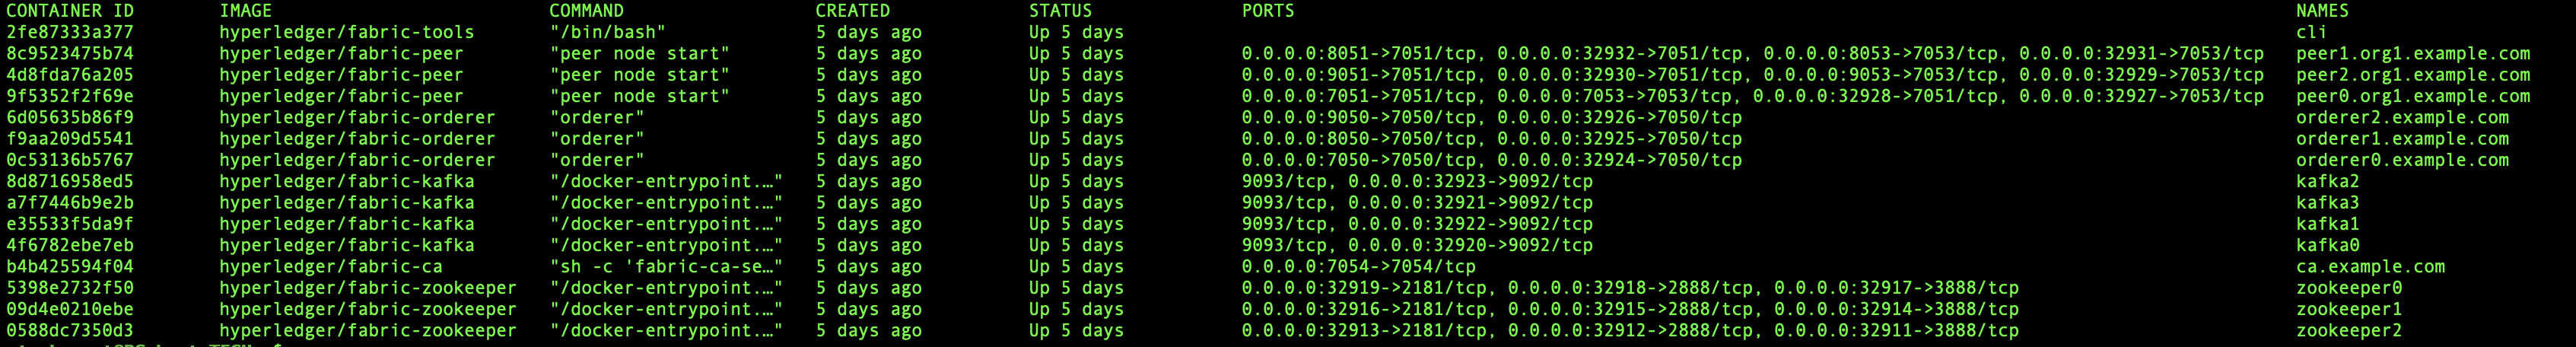 CONTAINER ID IMAGE COMMAND CREATED STATUS PORTS NAMES
2fe87333a377 hyperledger/fabric-tools "/bin/bash" 5 days ago Up 5 days cli
8c9523475b74 hyperledger/fabric-peer "peer node start" 5 days ago Up 5 days 0.0.0.0:8051->7051/tcp, 0.0.0.0:32932->7051/tcp, 0.0.0.0:8053->7053/tcp, 0.0.0.0:32931->7053/tcp peer1.org1.example.com
4d8fda76a205 hyperledger/fabric-peer "peer node start" 5 days ago Up 5 days 0.0.0.0:9051->7051/tcp, 0.0.0.0:32930->7051/tcp, 0.0.0.0:9053->7053/tcp, 0.0.0.0:32929->7053/tcp peer2.org1.example.com
9f5352f2f69e hyperledger/fabric-peer "peer node start" 5 days ago Up 5 days 0.0.0.0:7051->7051/tcp, 0.0.0.0:7053->7053/tcp, 0.0.0.0:32928->7051/tcp, 0.0.0.0:32927->7053/tcp peer0.org1.example.com
6d05635b86f9 hyperledger/fabric-orderer "orderer" 5 days ago Up 5 days 0.0.0.0:9050->7050/tcp, 0.0.0.0:32926->7050/tcp orderer2.example.com
f9aa209d5541 hyperledger/fabric-orderer "orderer" 5 days ago Up 5 days 0.0.0.0:8050->7050/tcp, 0.0.0.0:32925->7050/tcp orderer1.example.com
0c53136b5767 hyperledger/fabric-orderer "orderer" 5 days ago Up 5 days 0.0.0.0:7050->7050/tcp, 0.0.0.0:32924->7050/tcp orderer0.example.com
8d8716958ed5 hyperledger/fabric-kafka "/docker-entrypoint.…" 5 days ago Up 5 days 9093/tcp, 0.0.0.0:32923->9092/tcp kafka2
a7f7446b9e2b hyperledger/fabric-kafka "/docker-entrypoint.…" 5 days ago Up 5 days 9093/tcp, 0.0.0.0:32921->9092/tcp kafka3
e35533f5da9f hyperledger/fabric-kafka "/docker-entrypoint.…" 5 days ago Up 5 days 9093/tcp, 0.0.0.0:32922->9092/tcp kafka1
4f6782ebe7eb hyperledger/fabric-kafka "/docker-entrypoint.…" 5 days ago Up 5 days 9093/tcp, 0.0.0.0:32920->9092/tcp kafka0
b4b425594f04 hyperledger/fabric-ca "sh -c 'fabric-ca-se…" 5 days ago Up 5 days 0.0.0.0:7054->7054/tcp ca.example.com
5398e2732f50 hyperledger/fabric-zookeeper "/docker-entrypoint.…" 5 days ago Up 5 days 0.0.0.0:32919->2181/tcp, 0.0.0.0:32918->2888/tcp, 0.0.0.0:32917->3888/tcp zookeeper0
09d4e0210ebe hyperledger/fabric-zookeeper "/docker-entrypoint.…" 5 days ago Up 5 days 0.0.0.0:32916->2181/tcp, 0.0.0.0:32915->2888/tcp, 0.0.0.0:32914->3888/tcp zookeeper1
0588dc7350d3 hyperledger/fabric-zookeeper "/docker-entrypoint.…" 5 days ago Up 5 days 0.0.0.0:32913->2181/tcp, 0.0.0.0:32912->2888/tcp, 0.0.0.0:32911->3888/tcp zookeeper2